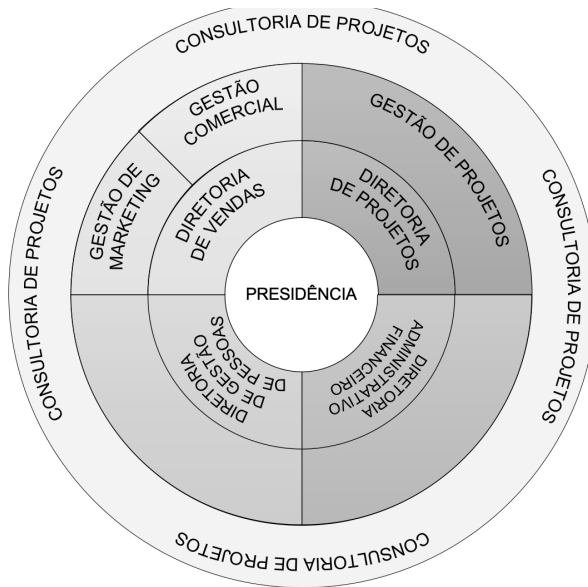 CONSULTORIA DE PROJETOS
GESTÃO
COMERCIAL
GESTÃO DE PROJETOS
GESTÃO DE
MARKETING
DIRETORIA
DE VENDAS
DIRETORIA
DE PROJETOS
CONSULTORIA DE PROJETOS
CONSULTORIA DE PROJETOS
PRESIDÊNCIA
DIRETORIA
DE GESTÃO
DE PESSOAS
DIRETORIA
ADMINISTRATIVO
FINANCEIRO
CONSULTORIA DE PROJETOS